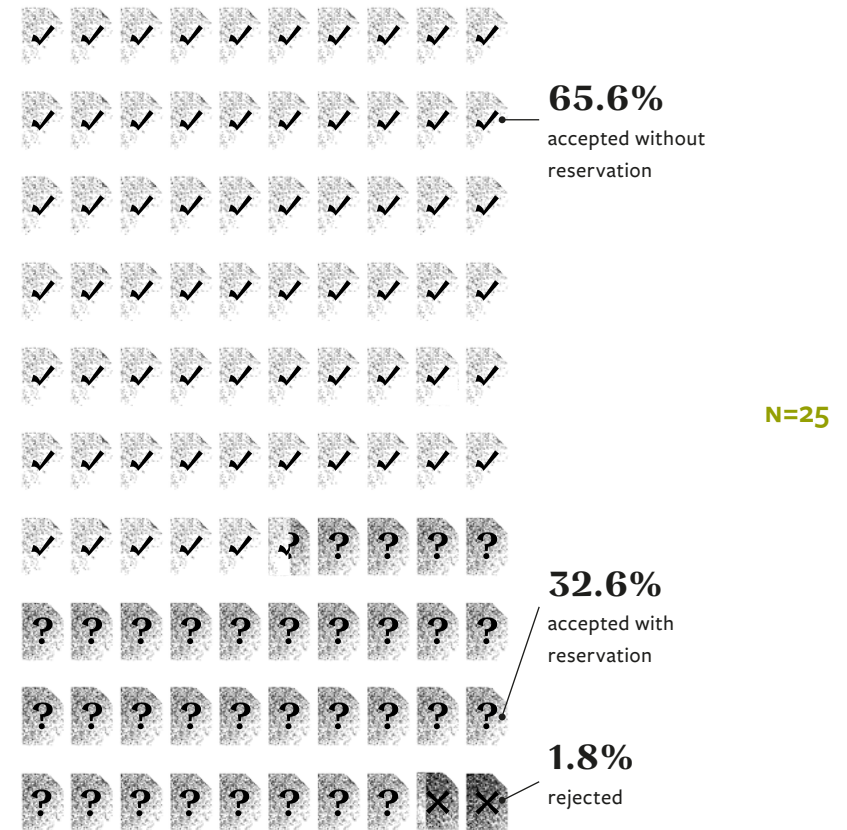 65.6%
accepted without
reservation
N=25
32.6%
accepted with
reservation
1.8%
rejected